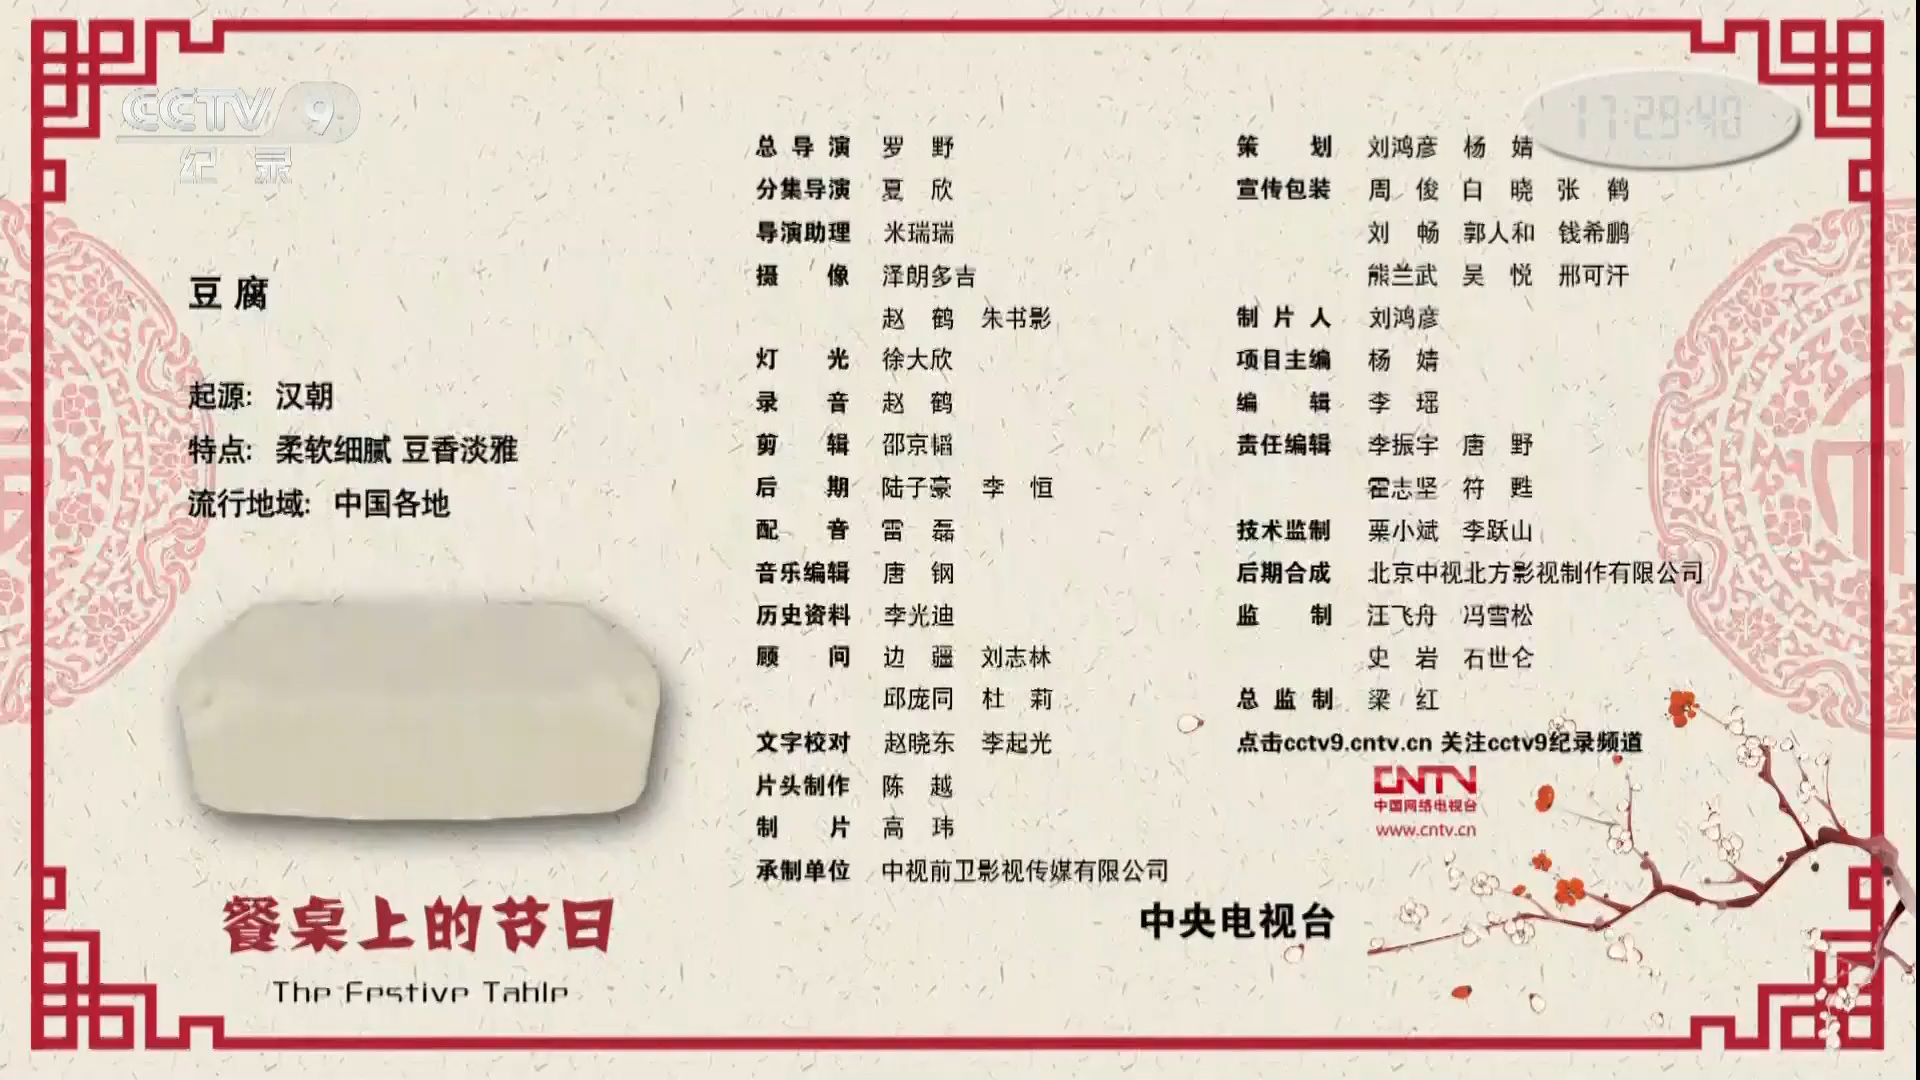 CCTV 9
纪录
17:29:40
豆腐
起源: 汉朝
特点: 柔软细腻 豆香淡雅
流行地域: 中国各地
餐桌上的节日
The Festive Table
总导演 罗野
分集导演 夏欣
导演助理 米瑞瑞
摄像 泽朗多吉
赵鹤 朱书影
灯光 徐大欣
录音 赵鹤
剪辑 邵京韬
后期 陆子豪 李恒
配音 雷磊
音乐编辑 唐钢
历史资料 李光迪
顾问 边疆 刘志林
邱庞同 杜莉
文字校对 赵晓东 李起光
片头制作 陈越
制片 高玮
承制单位 中视前卫影视传媒有限公司
策划 刘鸿彦 杨婧
宣传包装 周俊 白晓 张鹤
刘畅 郭人和 钱希鹏
熊兰武 吴悦 邢可汗
制片人 刘鸿彦
项目主编 杨婧
编辑 李瑶
责任编辑 李振宇 唐野
霍志坚 符甦
技术监制 栗小斌 李跃山
后期合成 北京中视北方影视制作有限公司
监制 汪飞舟 冯雪松
史岩 石世仑
总监制 梁红
点击cctv9.cntv.cn 关注cctv9纪录频道
CNTV
中国网络电视台
www.cntv.cn
中央电视台